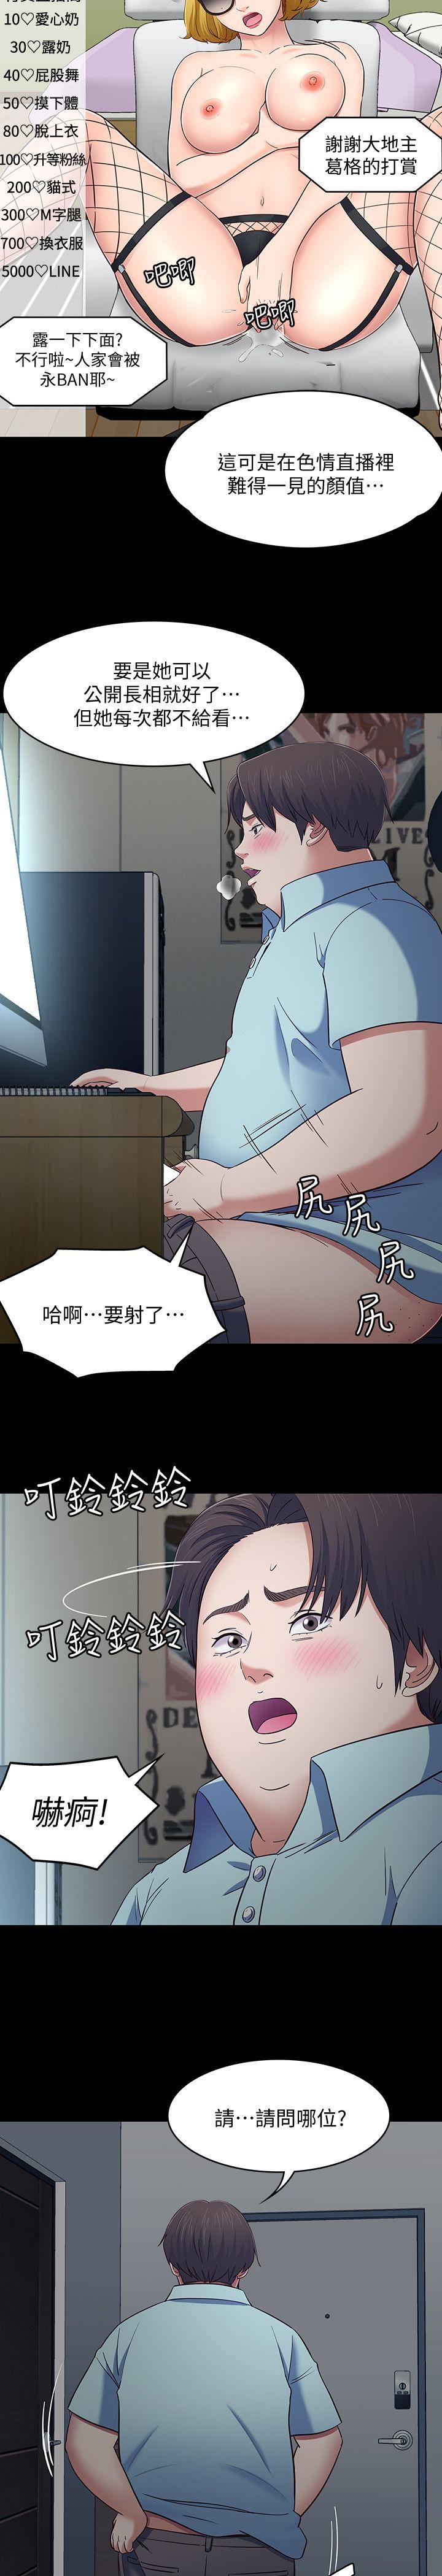 10♡愛心奶
30♡露奶
40♡屁股舞
50♡摸下體
80♡脫上衣
100♡升等粉絲
200♡貓式
300♡M字腿
700♡換衣服
5000♡LINE
謝謝大地主
葛格的打賞
吧唧
吧唧
露一下下面?
不行啦~人家會被
永BAN耶~
這可是在色情直播裡
難得一見的顏值…
要是她可以
公開長相就好了…
但她每次都不給看…
LIVE
尻
尻
尻
尻
哈啊…要射了…
叮鈴鈴鈴
叮鈴鈴鈴
DE
嚇痾!
請…請問哪位?